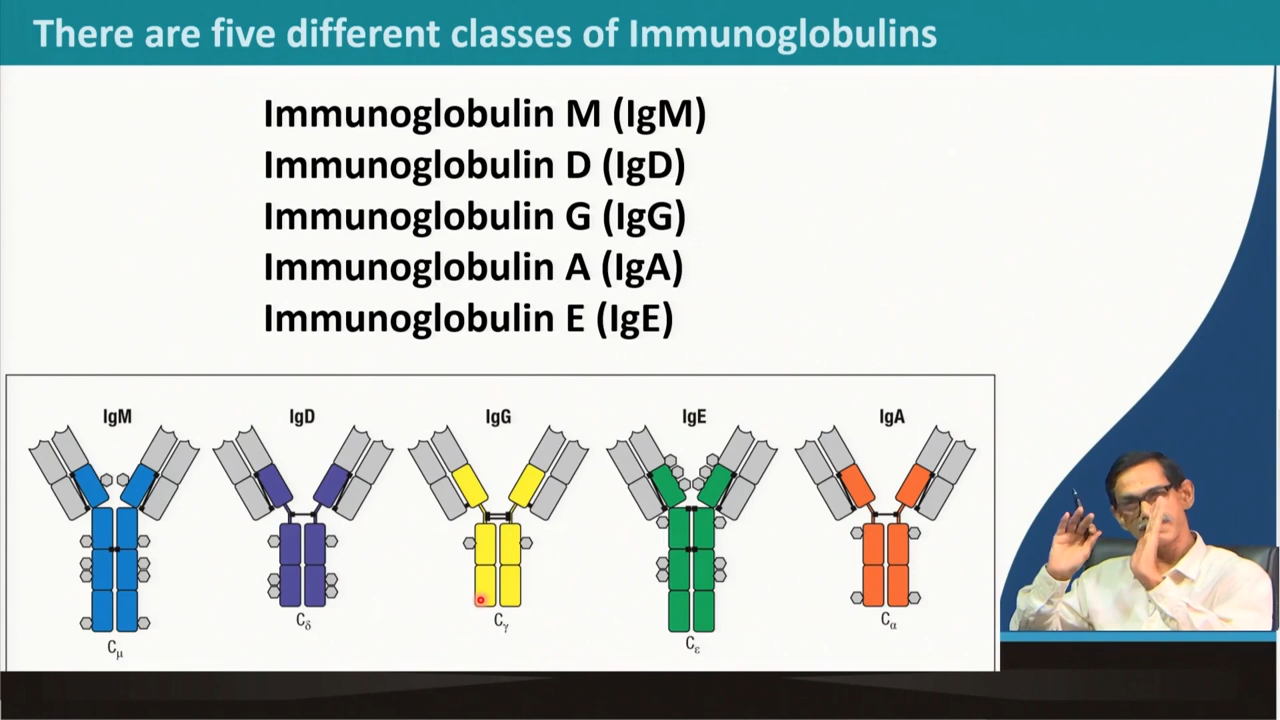 There are five different classes of Immunoglobulins
Immunoglobulin M (IgM)
Immunoglobulin D (IgD)
Immunoglobulin G (IgG)
Immunoglobulin A (IgA)
Immunoglobulin E (IgE)
IgM IgD IgG IgE IgA
Cμ Cδ Cγ Cε Cα